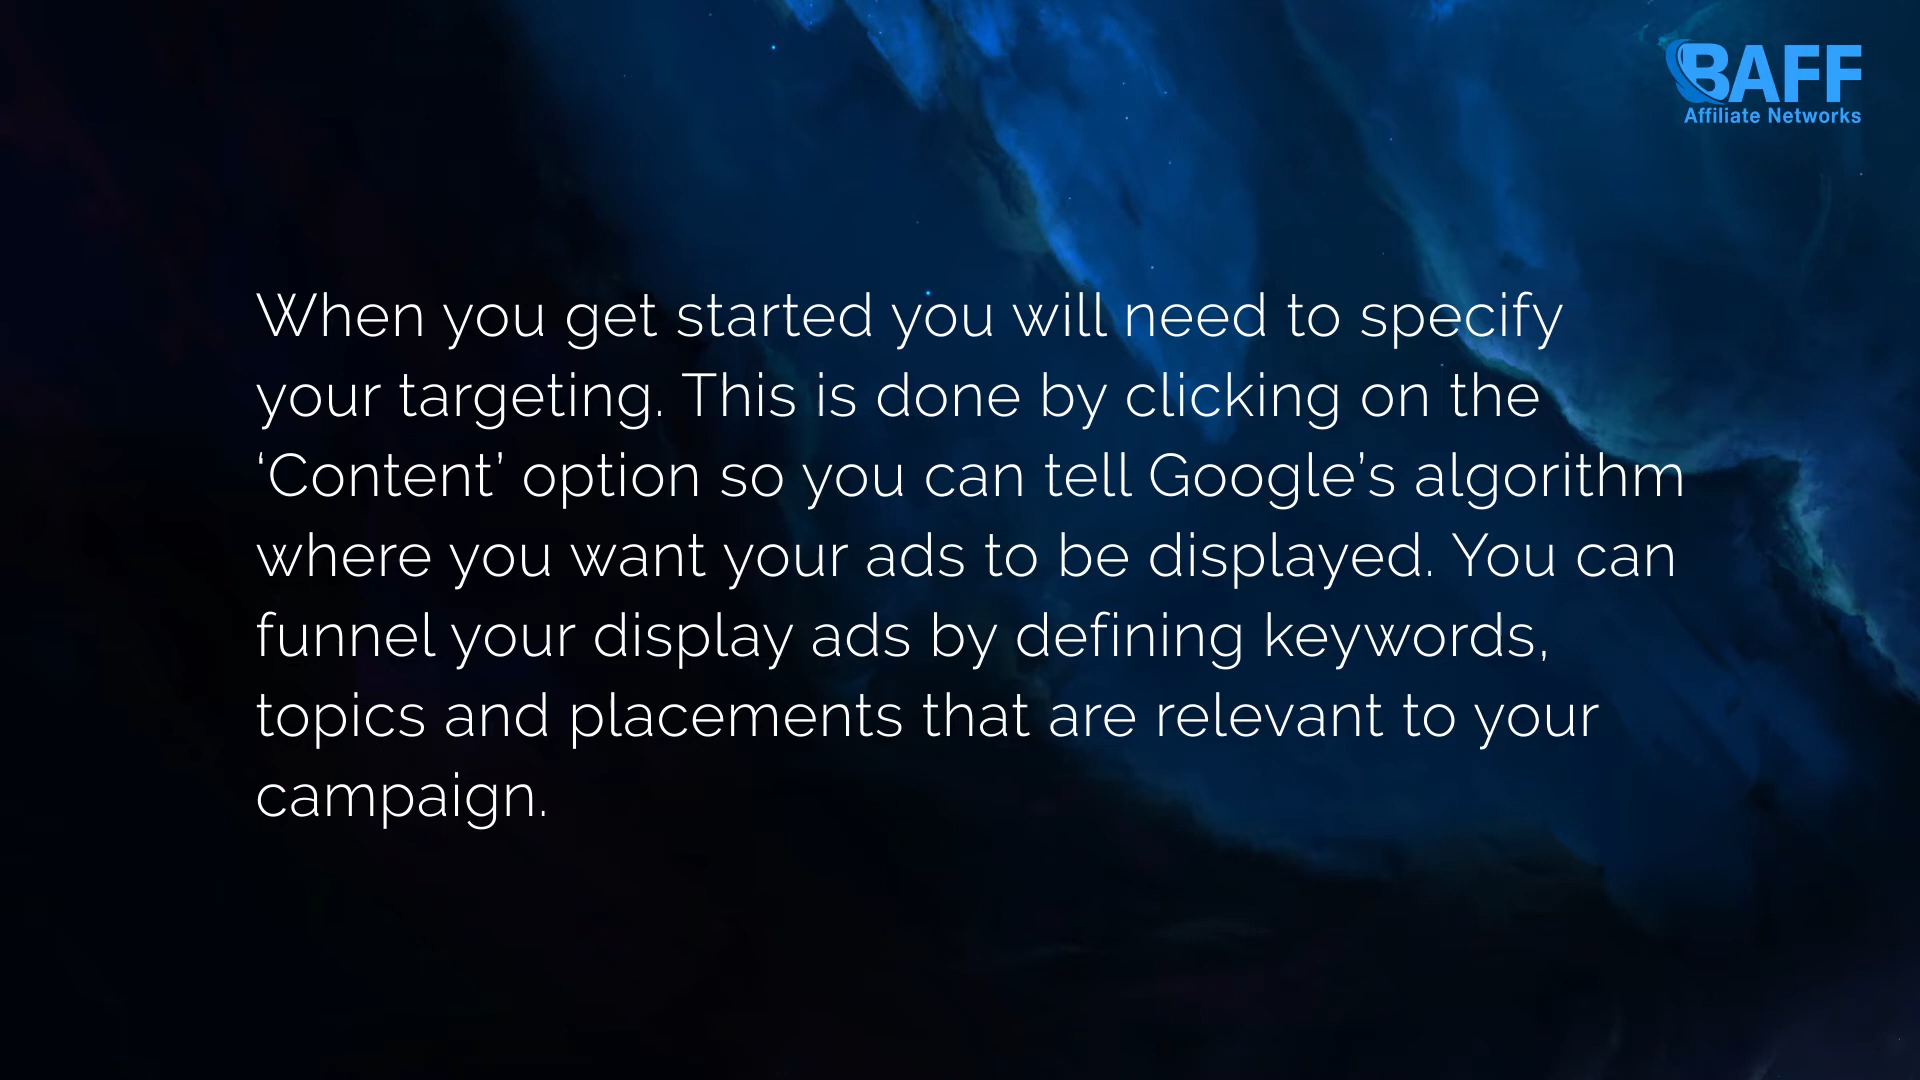 BAFF
Affiliate Networks
When you get started you will need to specify
your targeting. This is done by clicking on the
‘Content’ option so you can tell Google’s algorithm
where you want your ads to be displayed. You can
funnel your display ads by defining keywords,
topics and placements that are relevant to your
campaign.